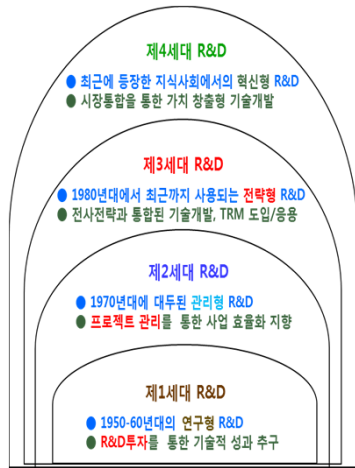 제4세대 R&D
● 최근에 등장한 지식사회에서의 혁신형 R&D
● 시장통합을 통한 가치 창출형 기술개발
제3세대 R&D
● 1980년대에서 최근까지 사용되는 전략형 R&D
● 전사전략과 통합된 기술개발, TRM 도입/응용
제2세대 R&D
● 1970년대에 대두된 관리형 R&D
● 프로젝트 관리를 통한 사업 효율화 지향
제1세대 R&D
● 1950-60년대의 연구형 R&D
● R&D투자를 통한 기술적 성과 추구